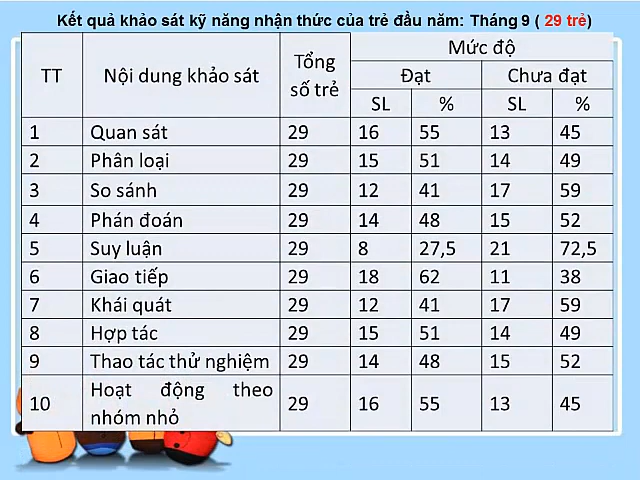 Kết quả khảo sát kỹ năng nhận thức của trẻ đầu năm: Tháng 9 ( 29 trẻ)
TT Nội dung khảo sát Tổng số trẻ Mức độ
Đạt Chưa đạt
SL % SL %
1 Quan sát 29 16 55 13 45
2 Phân loại 29 15 51 14 49
3 So sánh 29 12 41 17 59
4 Phán đoán 29 14 48 15 52
5 Suy luận 29 8 27,5 21 72,5
6 Giao tiếp 29 18 62 11 38
7 Khái quát 29 12 41 17 59
8 Hợp tác 29 15 51 14 49
9 Thao tác thử nghiệm 29 14 48 15 52
10 Hoạt động theo nhóm nhỏ 29 16 55 13 45